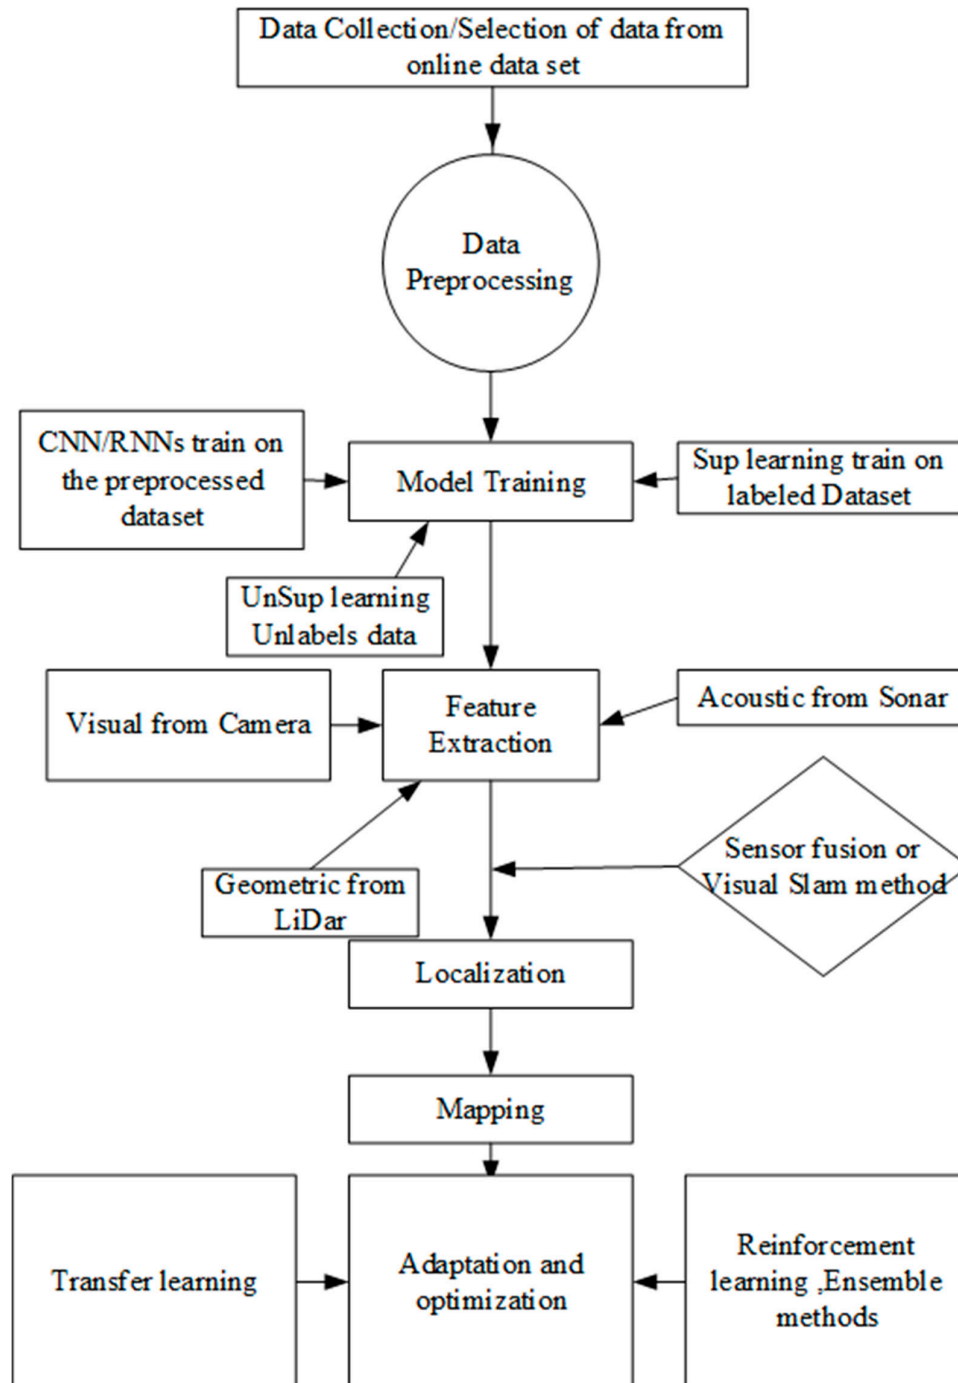 Data Collection/Selection of data from
online data set
Data
Preprocessing
CNN/RNNs train on
the preprocessed
dataset
Model Training
Sup learning train on
labeled Dataset
UnSup learning
Unlabels data
Visual from Camera
Feature
Extraction
Acoustic from Sonar
Geometric from
LiDar
Sensor fusion or
Visual Slam method
Localization
Mapping
Transfer learning
Adaptation and
optimization
Reinforcement
learning ,Ensemble
methods